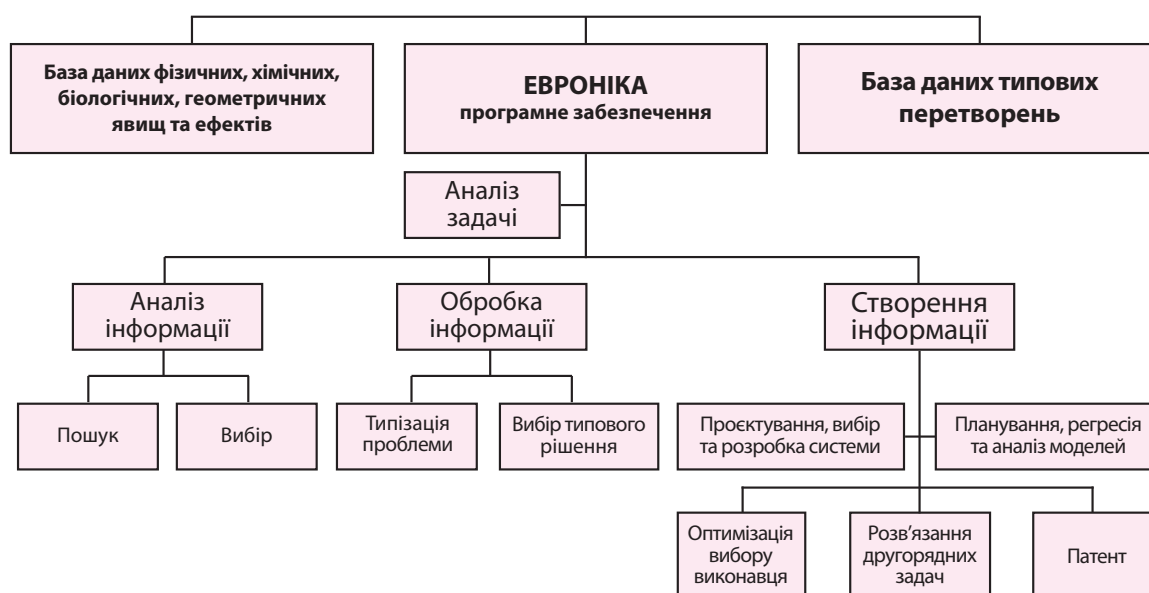 База даних фізичних, хімічних,
біологічних, геометричних
явищ та ефектів
ЕВРОНІКА
програмне забезпечення
База даних типових
перетворень
Аналіз
задачі
Аналіз
інформації
Обробка
інформації
Створення
інформації
Пошук
Вибір
Типізація
проблеми
Вибір типового
рішення
Проєктування, вибір
та розробка системи
Планування, регресія
та аналіз моделей
Оптимізація
вибору
виконавця
Розв’язання
другорядних
задач
Патент